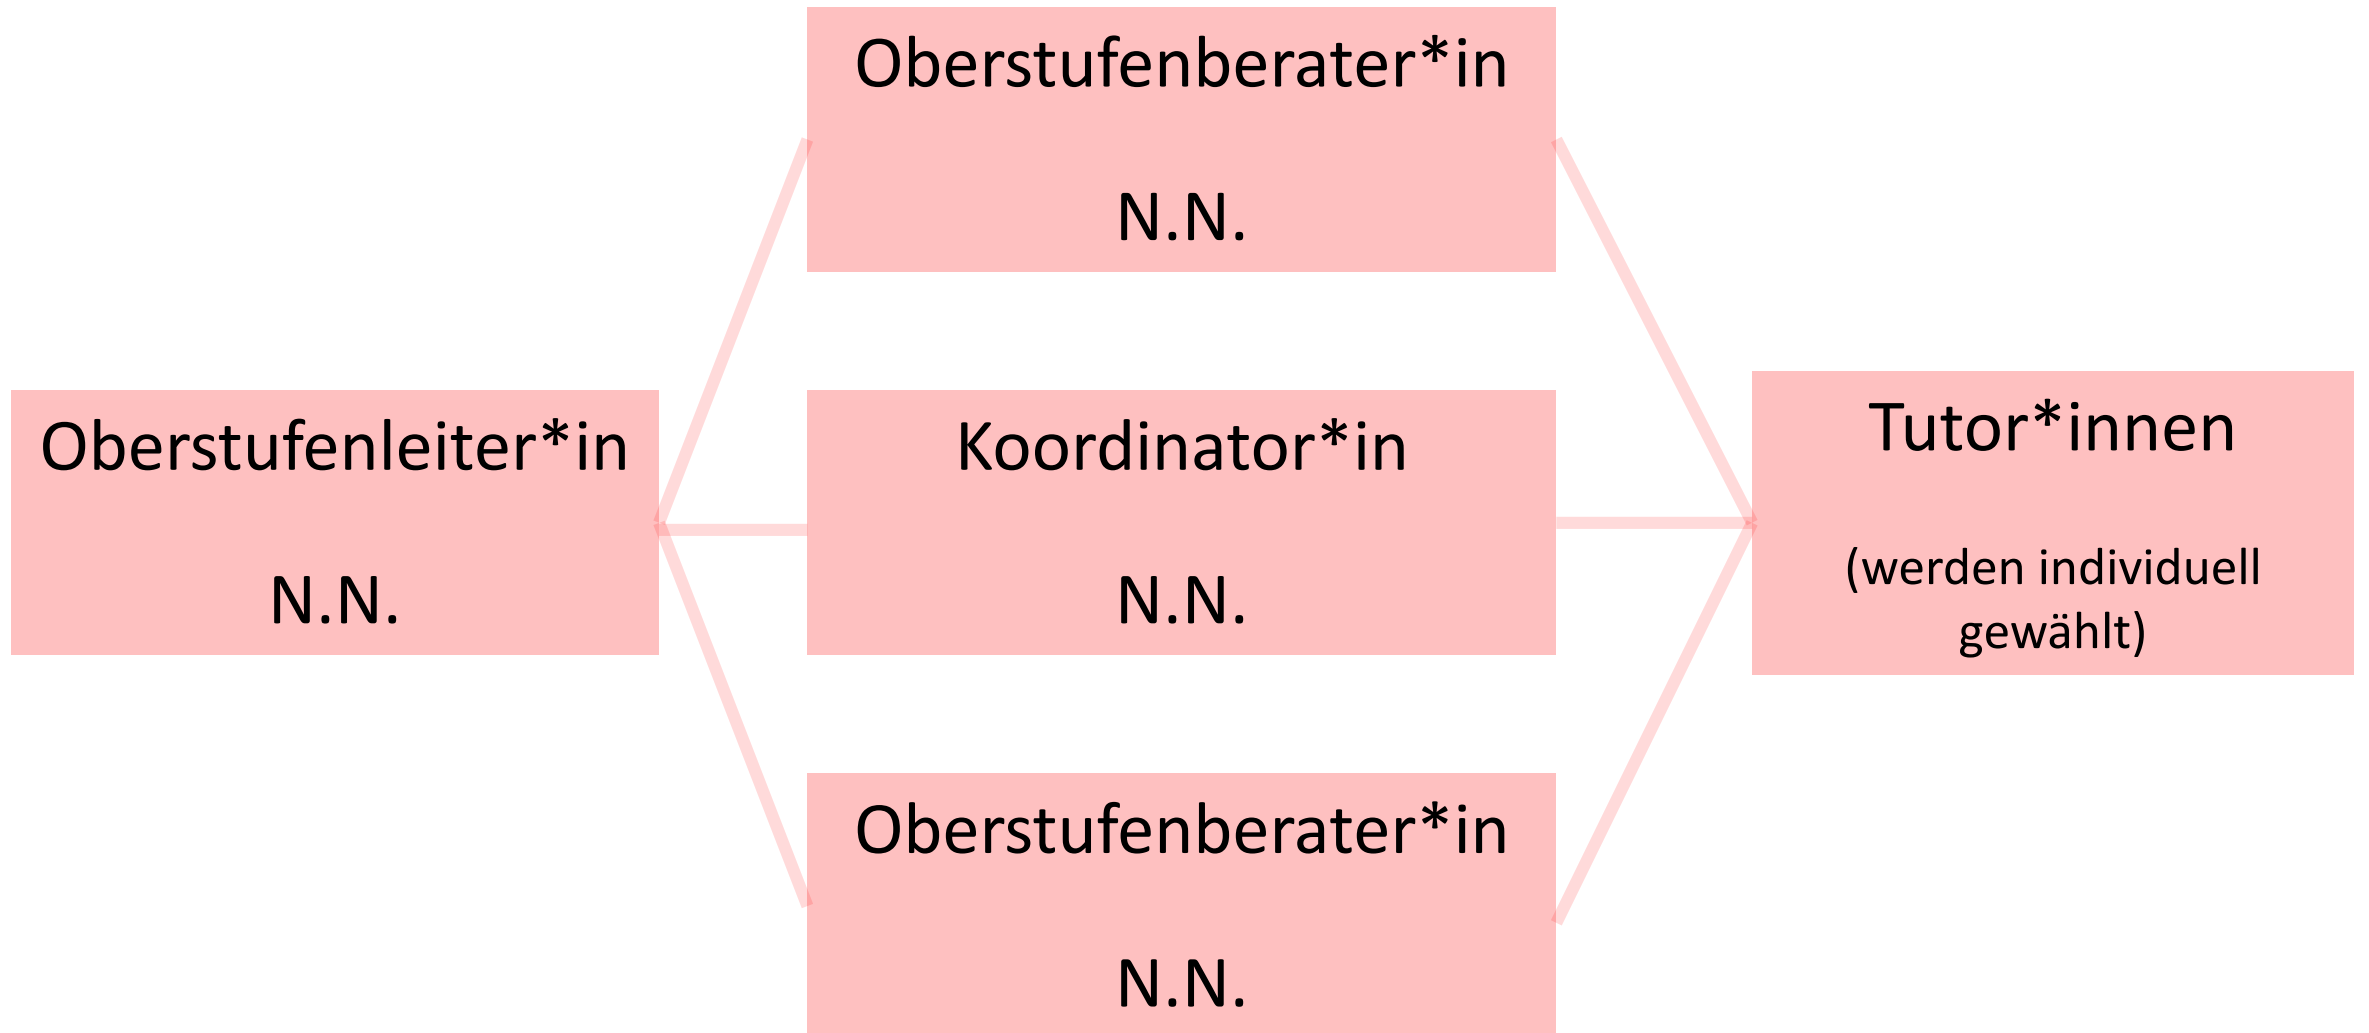 Oberstufenleiter*in
N.N.
Oberstufenberater*in
N.N.
Koordinator*in
N.N.
Oberstufenberater*in
N.N.
Tutor*innen
(werden individuell
gewählt)